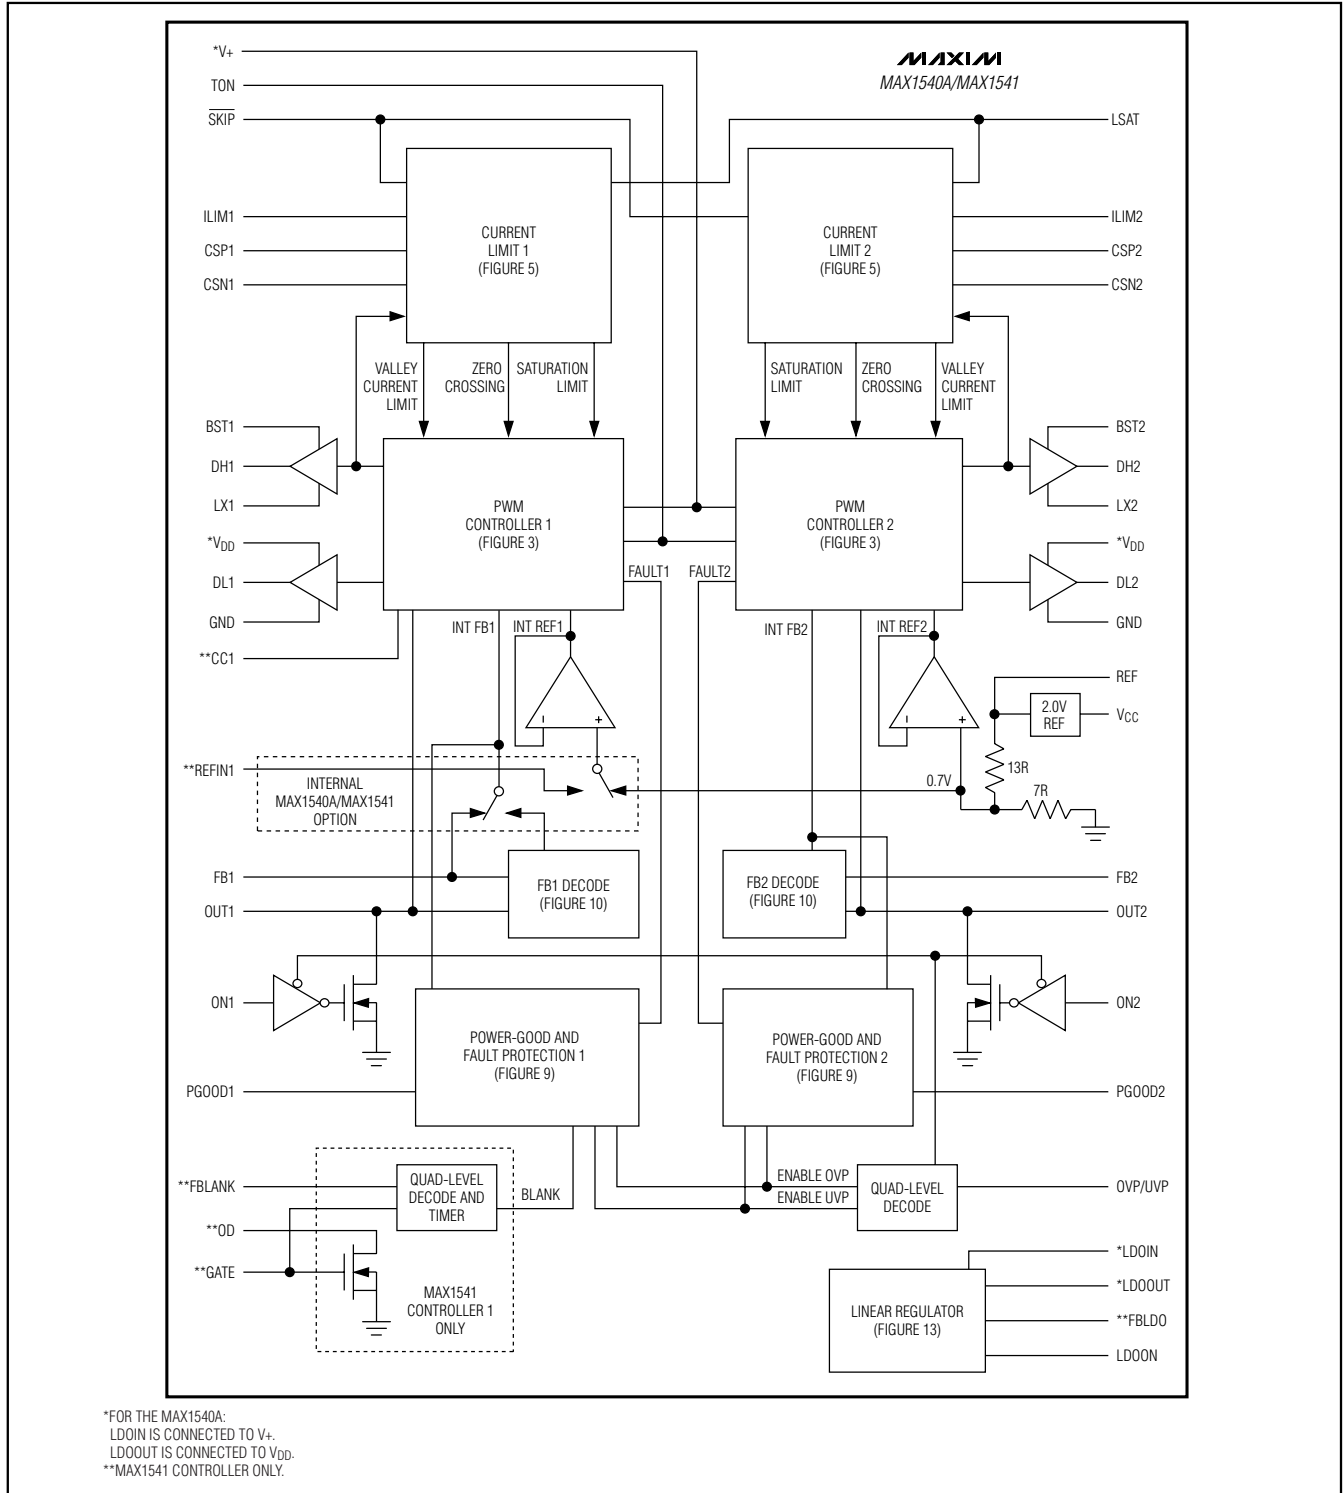 *V+
MAXIM
TON
MAX1540A/MAX1541
SKIP
LSAT
ILIM1
CURRENT
LIMIT 1
(FIGURE 5)
CURRENT
LIMIT 2
(FIGURE 5)
ILIM2
CSP1
CSP2
CSN1
CSN2
VALLEY
CURRENT
LIMIT
ZERO
CROSSING
SATURATION
LIMIT
SATURATION
LIMIT
ZERO
CROSSING
VALLEY
CURRENT
LIMIT
BST1
BST2
DH1
DH2
LX1
PWM
CONTROLLER 1
(FIGURE 3)
PWM
CONTROLLER 2
(FIGURE 3)
LX2
*VDD
*VDD
DL1
FAULT1
FAULT2
DL2
GND
INT FB1
INT REF1
INT FB2
INT REF2
GND
**CC1
REF
2.0V
REF
VCC
– +
– +
**REFIN1
INTERNAL
MAX1540A/MAX1541
OPTION
0.7V
13R
7R
FB1
FB1 DECODE
(FIGURE 10)
FB2 DECODE
(FIGURE 10)
FB2
OUT1
OUT2
ON1
ON2
POWER-GOOD AND
FAULT PROTECTION 1
(FIGURE 9)
POWER-GOOD AND
FAULT PROTECTION 2
(FIGURE 9)
PGOOD1
PGOOD2
**FBLANK
QUAD-LEVEL
DECODE AND
TIMER
BLANK
ENABLE OVP
ENABLE UVP
QUAD-LEVEL
DECODE
OVP/UVP
**OD
**GATE
MAX1541
CONTROLLER 1
ONLY
LINEAR REGULATOR
(FIGURE 13)
*LDOIN
*LDOOUT
**FBLDO
LDOON
*FOR THE MAX1540A:
LDOIN IS CONNECTED TO V+.
LDOOUT IS CONNECTED TO VDD.
**MAX1541 CONTROLLER ONLY.